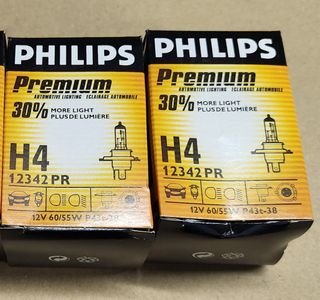 PHILIPS
Premium
AUTOMOTIVE LIGHTING ECLAIRAGE AUTOMOBILE
30% MORE LIGHT
PLUS DE LUMIÈRE
H4
12342 PR
12V 60/55W P43t-38
PHILIPS
Premium
AUTOMOTIVE LIGHTING ECLAIRAGE AUTOMOBILE
30% MORE LIGHT
PLUS DE LUMIÈRE
H4
12342 PR
12V 60/55W P43t-38